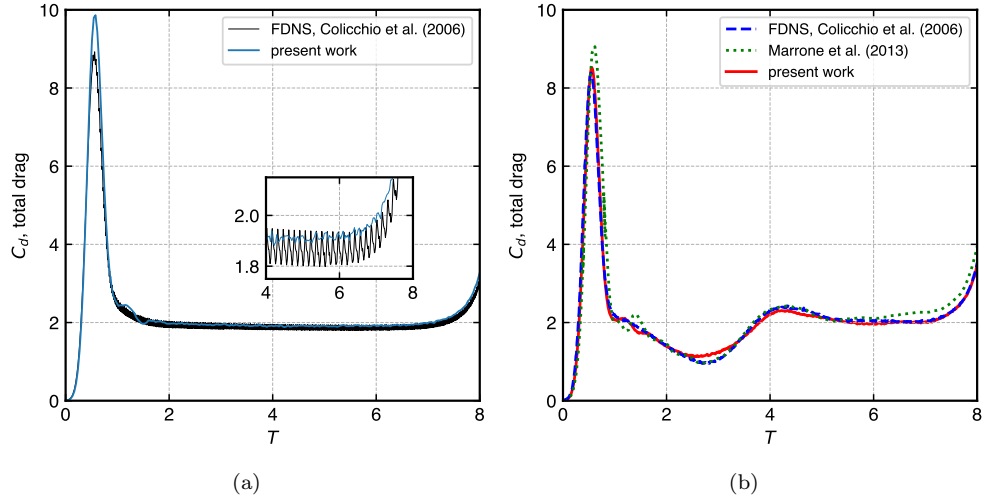 10
8
6
4
2
0
C_d, total drag
FDNS, Colicchio et al. (2006)
present work
2.0
1.8
4
6
8
0
2
4
6
8
T
(a)
10
8
6
4
2
0
C_d, total drag
FDNS, Colicchio et al. (2006)
Marrone et al. (2013)
present work
0
2
4
6
8
T
(b)